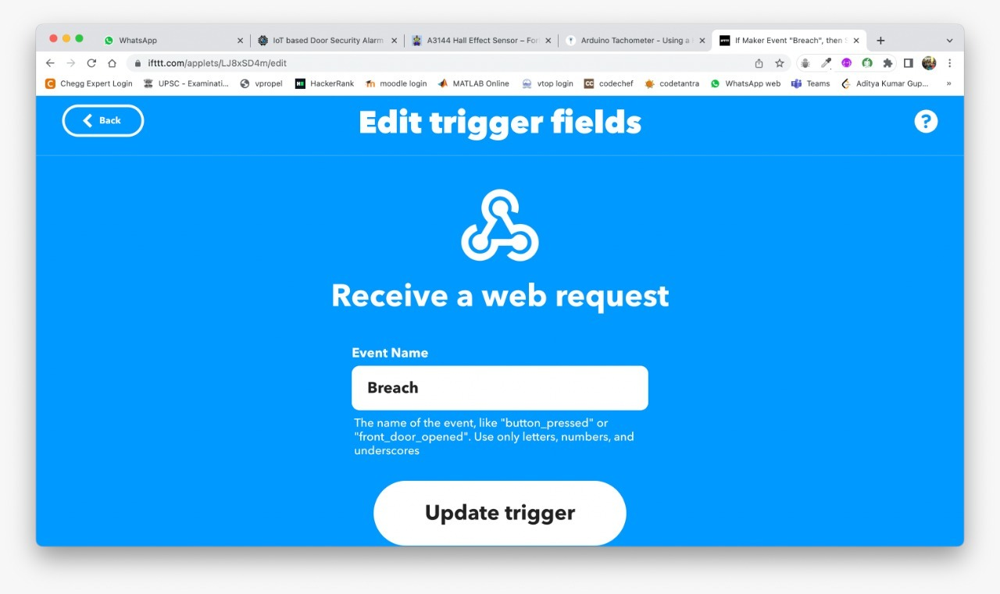 WhatsApp
IoT based Door Security Alarm
A3144 Hall Effect Sensor – For
Arduino Tachometer - Using a
If Maker Event "Breach", then S
ifttt.com/applets/LJ8xSD4m/edit
Chegg Expert Login
UPSC - Examinati...
vpropel
HackerRank
moodle login
MATLAB Online
vtop login
codechef
codetantra
WhatsApp web
Teams
Aditya Kumar Gup...
»
Back
Edit trigger fields
?
Receive a web request
Event Name
Breach
The name of the event, like "button_pressed" or
"front_door_opened". Use only letters, numbers, and
underscores
Update trigger